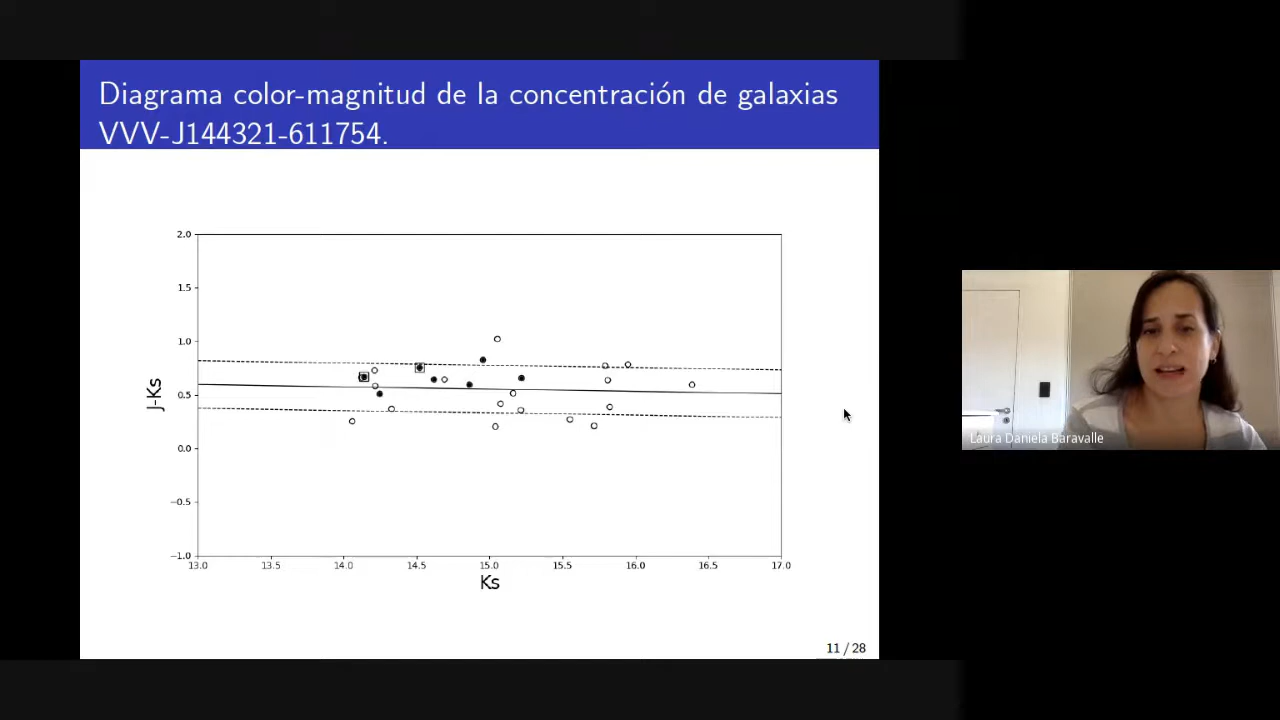 Diagrama color-magnitud de la concentración de galaxias
VVV-J144321-611754.
2.0
1.5
1.0
0.5
0.0
−0.5
−1.0
J-Ks
13.0 13.5 14.0 14.5 15.0 15.5 16.0 16.5 17.0
Ks
11 / 28
Laura Daniela Baravalle